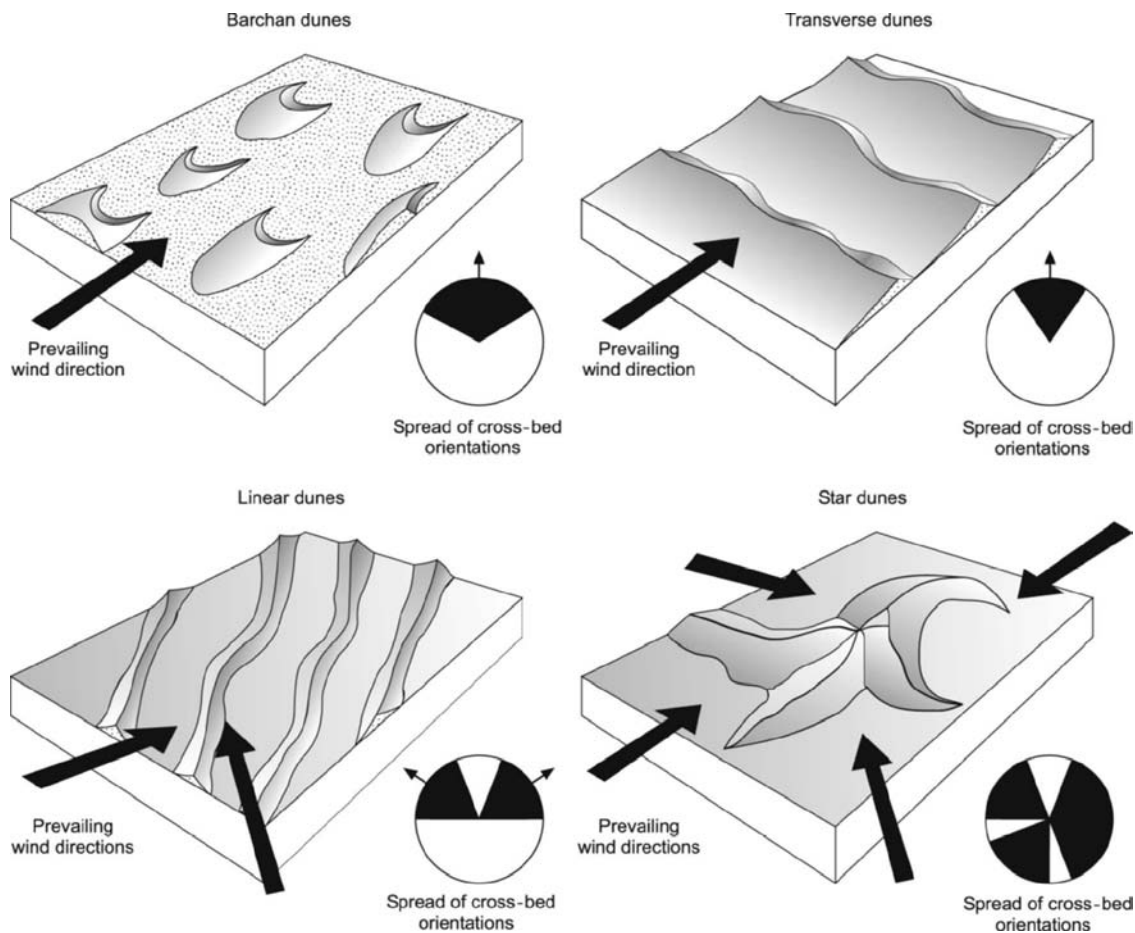 Barchan dunes
Prevailing
wind direction
Spread of cross-bed
orientations
Transverse dunes
Prevailing
wind direction
Spread of cross-bed
orientations
Linear dunes
Prevailing
wind directions
Spread of cross-bed
orientations
Star dunes
Prevailing
wind directions
Spread of cross-bed
orientations